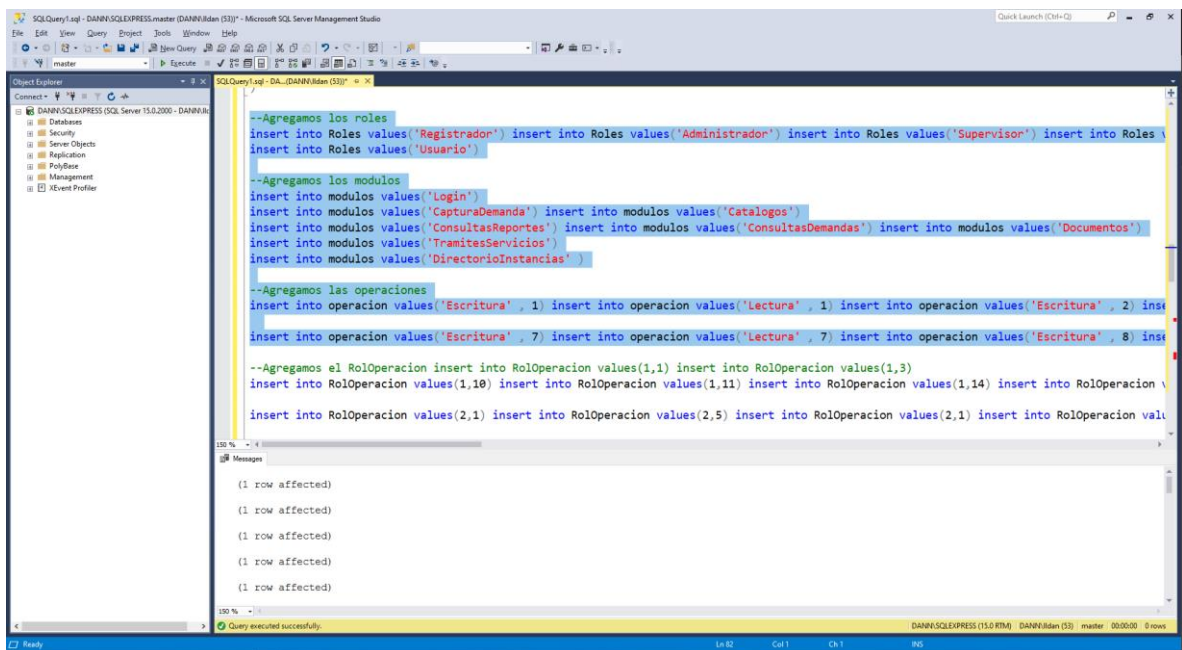 SQLQuery1.sql - DANN\SQLEXPRESS.master (DANN\lldan (53))* - Microsoft SQL Server Management Studio
Quick Launch (Ctrl+Q)
File Edit View Query Project Tools Window Help
New Query
master Execute
Object Explorer
SQLQuery1.sql - DA...(DANN\lldan (53))*
Connect
DANN\SQLEXPRESS (SQL Server 15.0.2000 - DANN\
Databases
Security
Server Objects
Replication
PolyBase
Management
XEvent Profiler
)
--Agregamos los roles
insert into Roles values('Registrador') insert into Roles values('Administrador') insert into Roles values('Supervisor') insert into Roles
insert into Roles values('Usuario')
--Agregamos los modulos
insert into modulos values('Login')
insert into modulos values('CapturaDemanda') insert into modulos values('Catalogos')
insert into modulos values('ConsultasReportes') insert into modulos values('ConsultasDemandas') insert into modulos values('Documentos')
insert into modulos values('TramitesServicios')
insert into modulos values('DirectorioInstancias' )
--Agregamos las operaciones
insert into operacion values('Escritura' , 1) insert into operacion values('Lectura' , 1) insert into operacion values('Escritura' , 2) inse
insert into operacion values('Escritura' , 7) insert into operacion values('Lectura' , 7) insert into operacion values('Escritura' , 8) inse
--Agregamos el RolOperacion insert into RolOperacion values(1,1) insert into RolOperacion values(1,3)
insert into RolOperacion values(1,10) insert into RolOperacion values(1,11) insert into RolOperacion values(1,14) insert into RolOperacion
insert into RolOperacion values(2,1) insert into RolOperacion values(2,5) insert into RolOperacion values(2,1) insert into RolOperacion valu
150 %
Messages
(1 row affected)
(1 row affected)
(1 row affected)
(1 row affected)
(1 row affected)
150 %
Query executed successfully.
DANN\SQLEXPRESS (15.0 RTM) DANN\lldan (53) master 00:00:00 0 rows
Ready
Ln 82 Col 1 Ch 1 INS